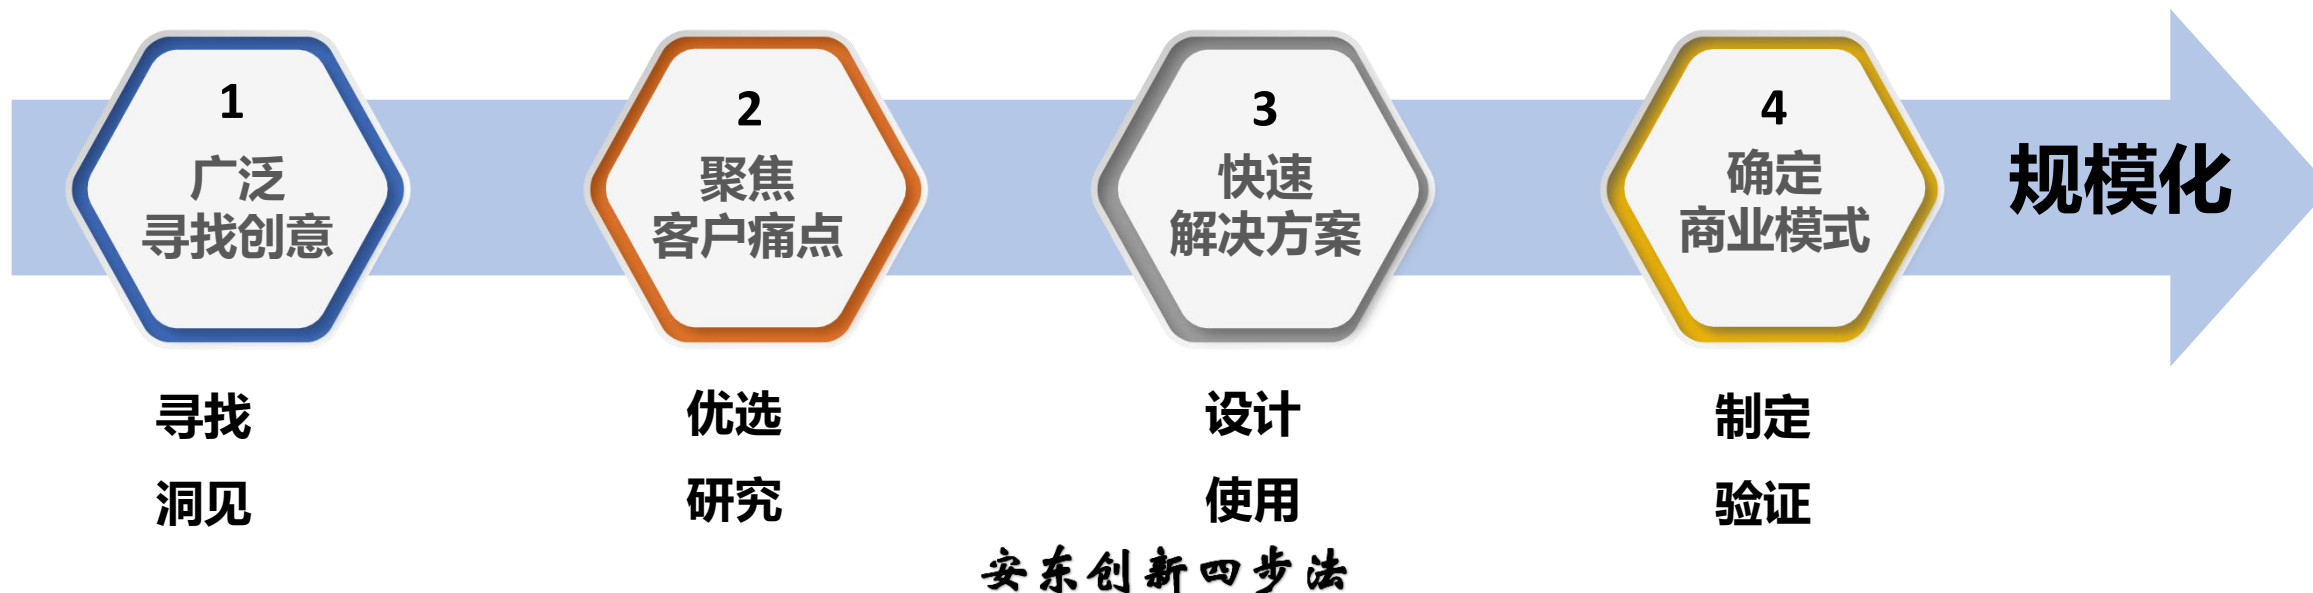 1
广泛
寻找创意
2
聚焦
客户痛点
3
快速
解决方案
4
确定
商业模式
规模化
寻找
洞见
优选
研究
设计
使用
制定
验证
安东创新四步法